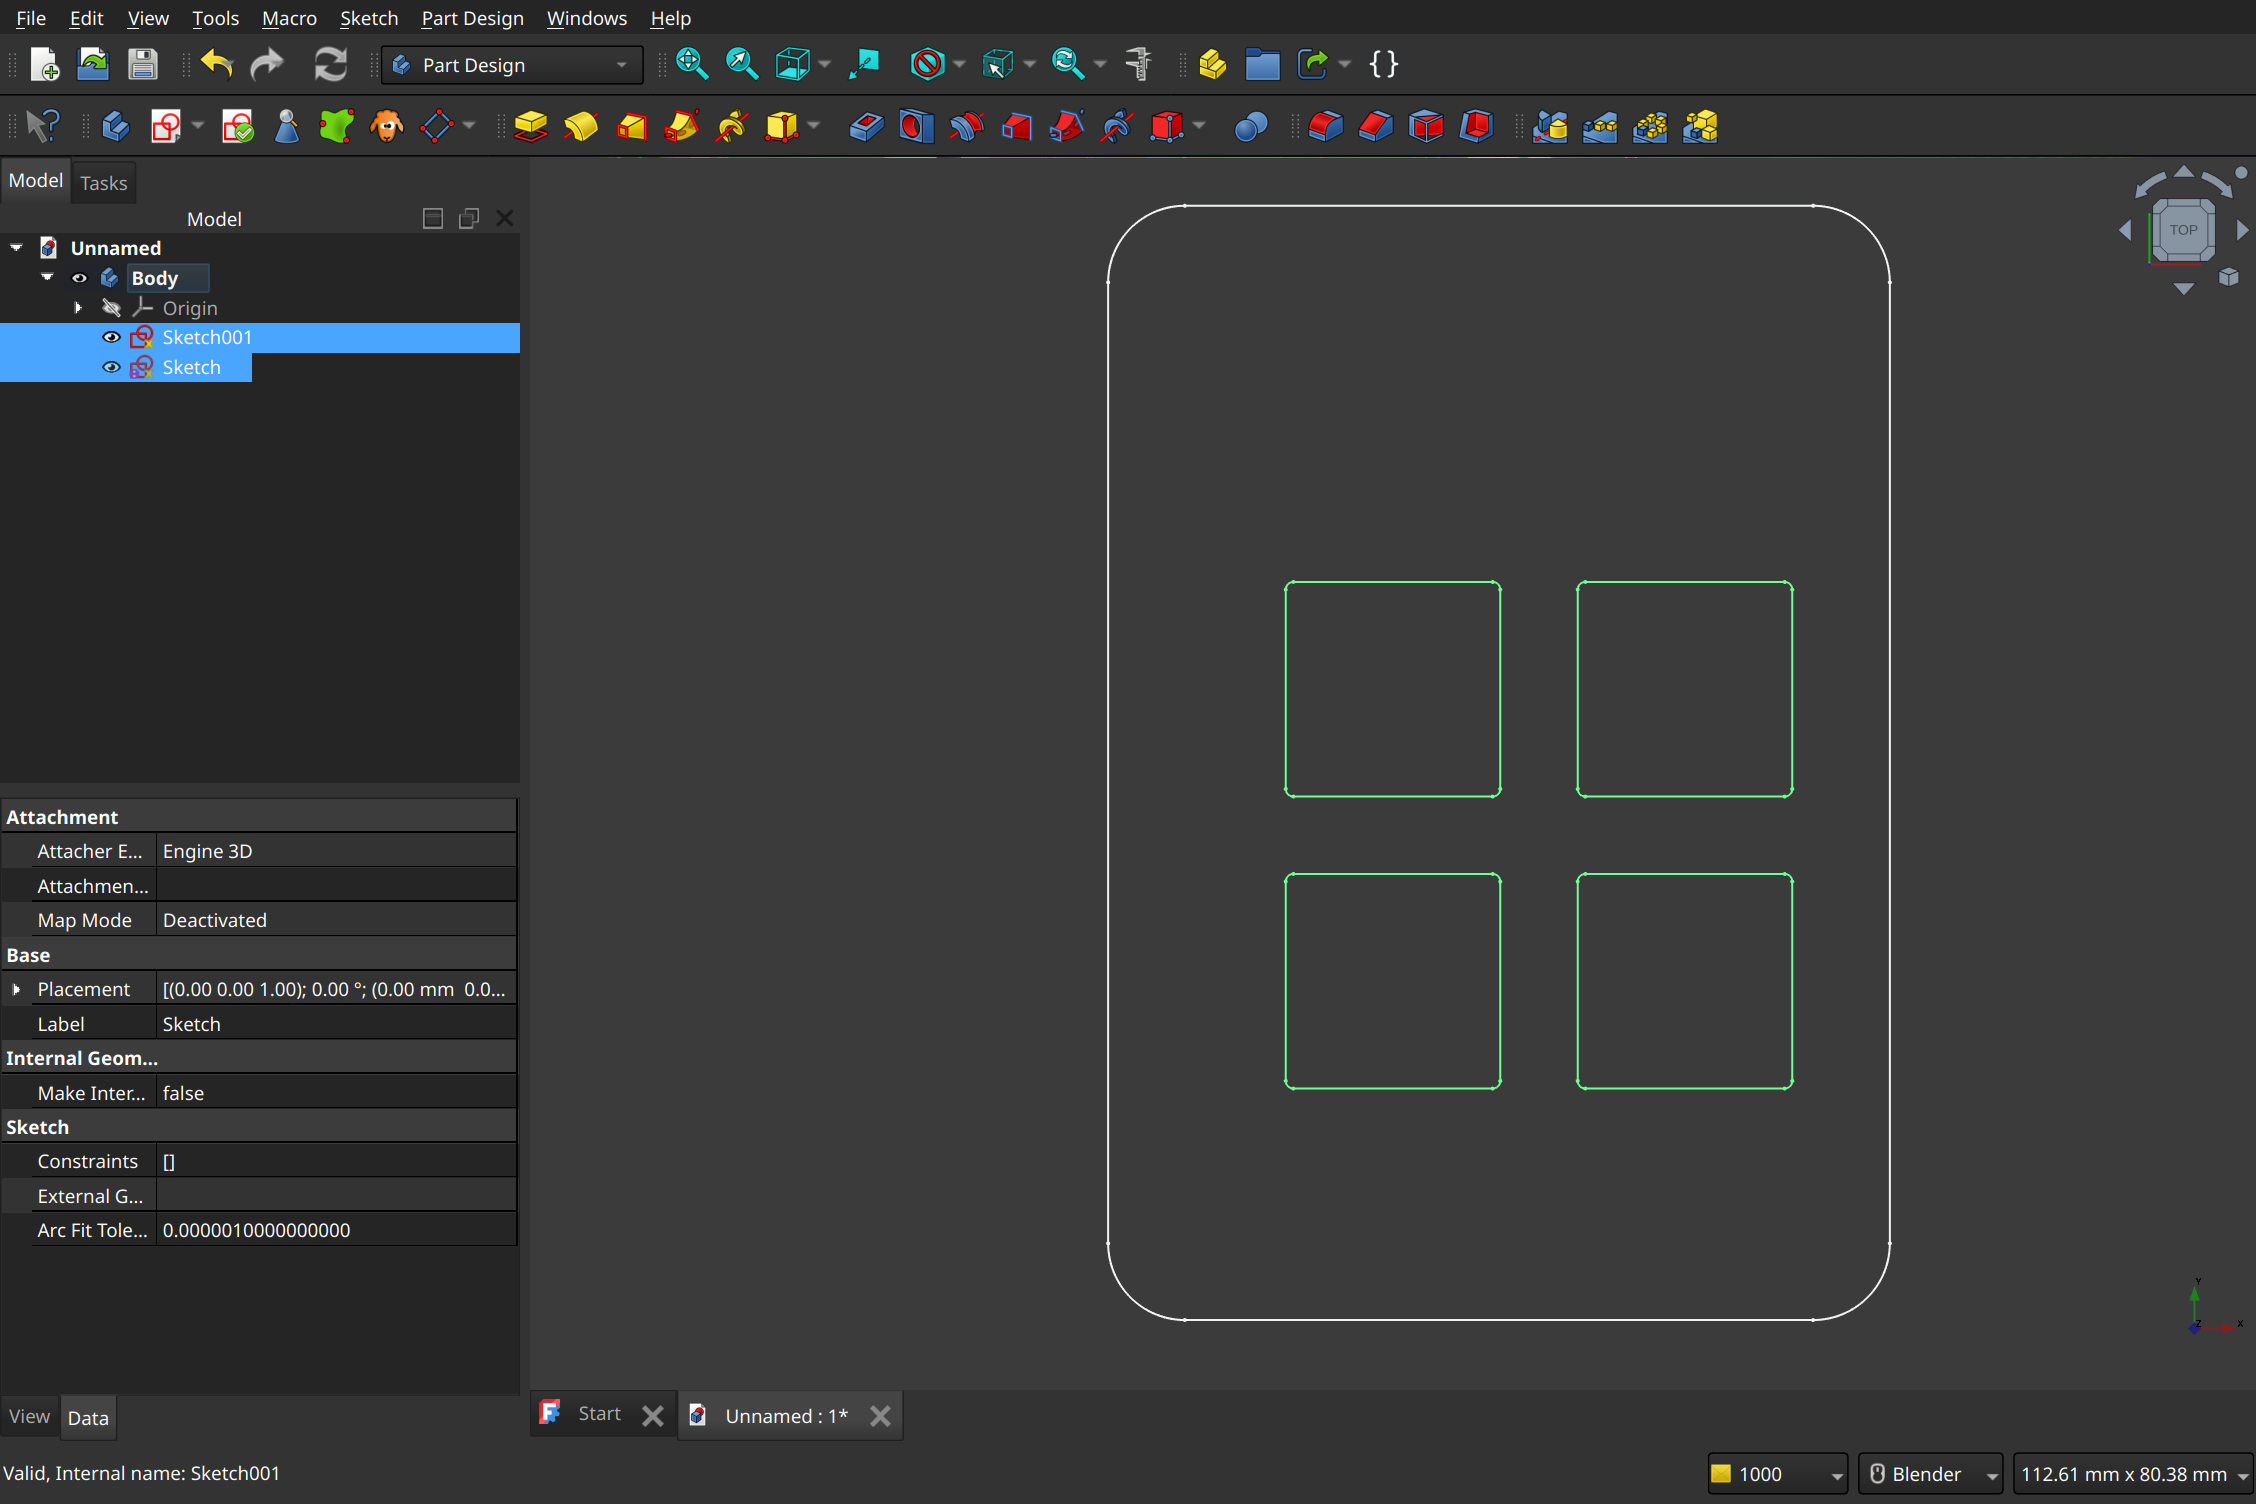 File Edit View Tools Macro Sketch Part Design Windows Help
Part Design
Model Tasks
Model
Unnamed
Body
Origin
Sketch001
Sketch
TOP
Attachment
Attacher E... Engine 3D
Attachmen...
Map Mode Deactivated
Base
Placement [(0.00 0.00 1.00); 0.00 °; (0.00 mm 0.0...
Label Sketch
Internal Geom...
Make Inter... false
Sketch
Constraints []
External G...
Arc Fit Tole... 0.0000010000000000
Y
Z X
View Data
Start Unnamed : 1*
Valid, Internal name: Sketch001
1000 Blender 112.61 mm x 80.38 mm